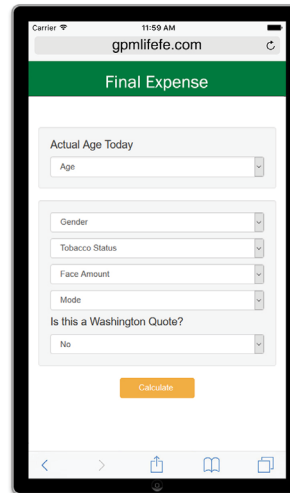 Carrier 11:59 AM
gpmlifefe.com
Final Expense
Actual Age Today
Age
Gender
Tobacco Status
Face Amount
Mode
Is this a Washington Quote?
No
Calculate